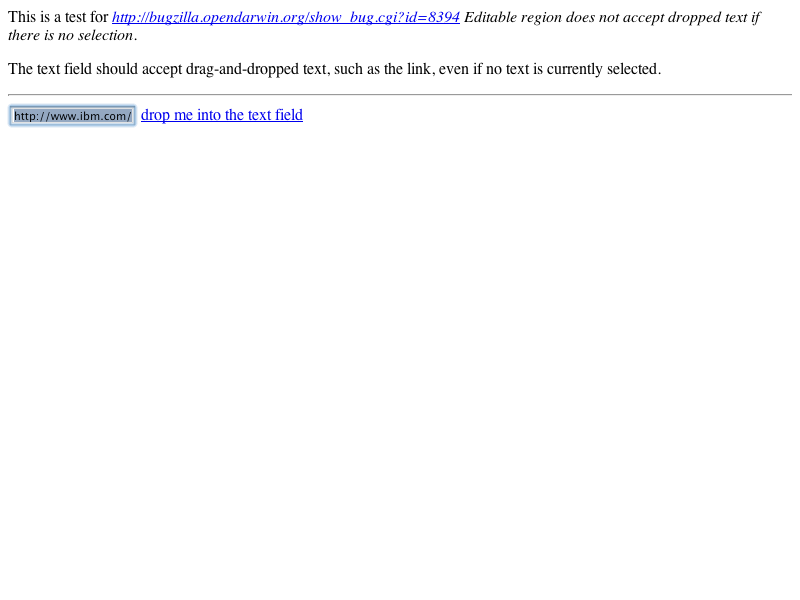 This is a test for http://bugzilla.opendarwin.org/show_bug.cgi?id=8394 Editable region does not accept dropped text if
there is no selection.
The text field should accept drag-and-dropped text, such as the link, even if no text is currently selected.
http://www.ibm.com/ drop me into the text field